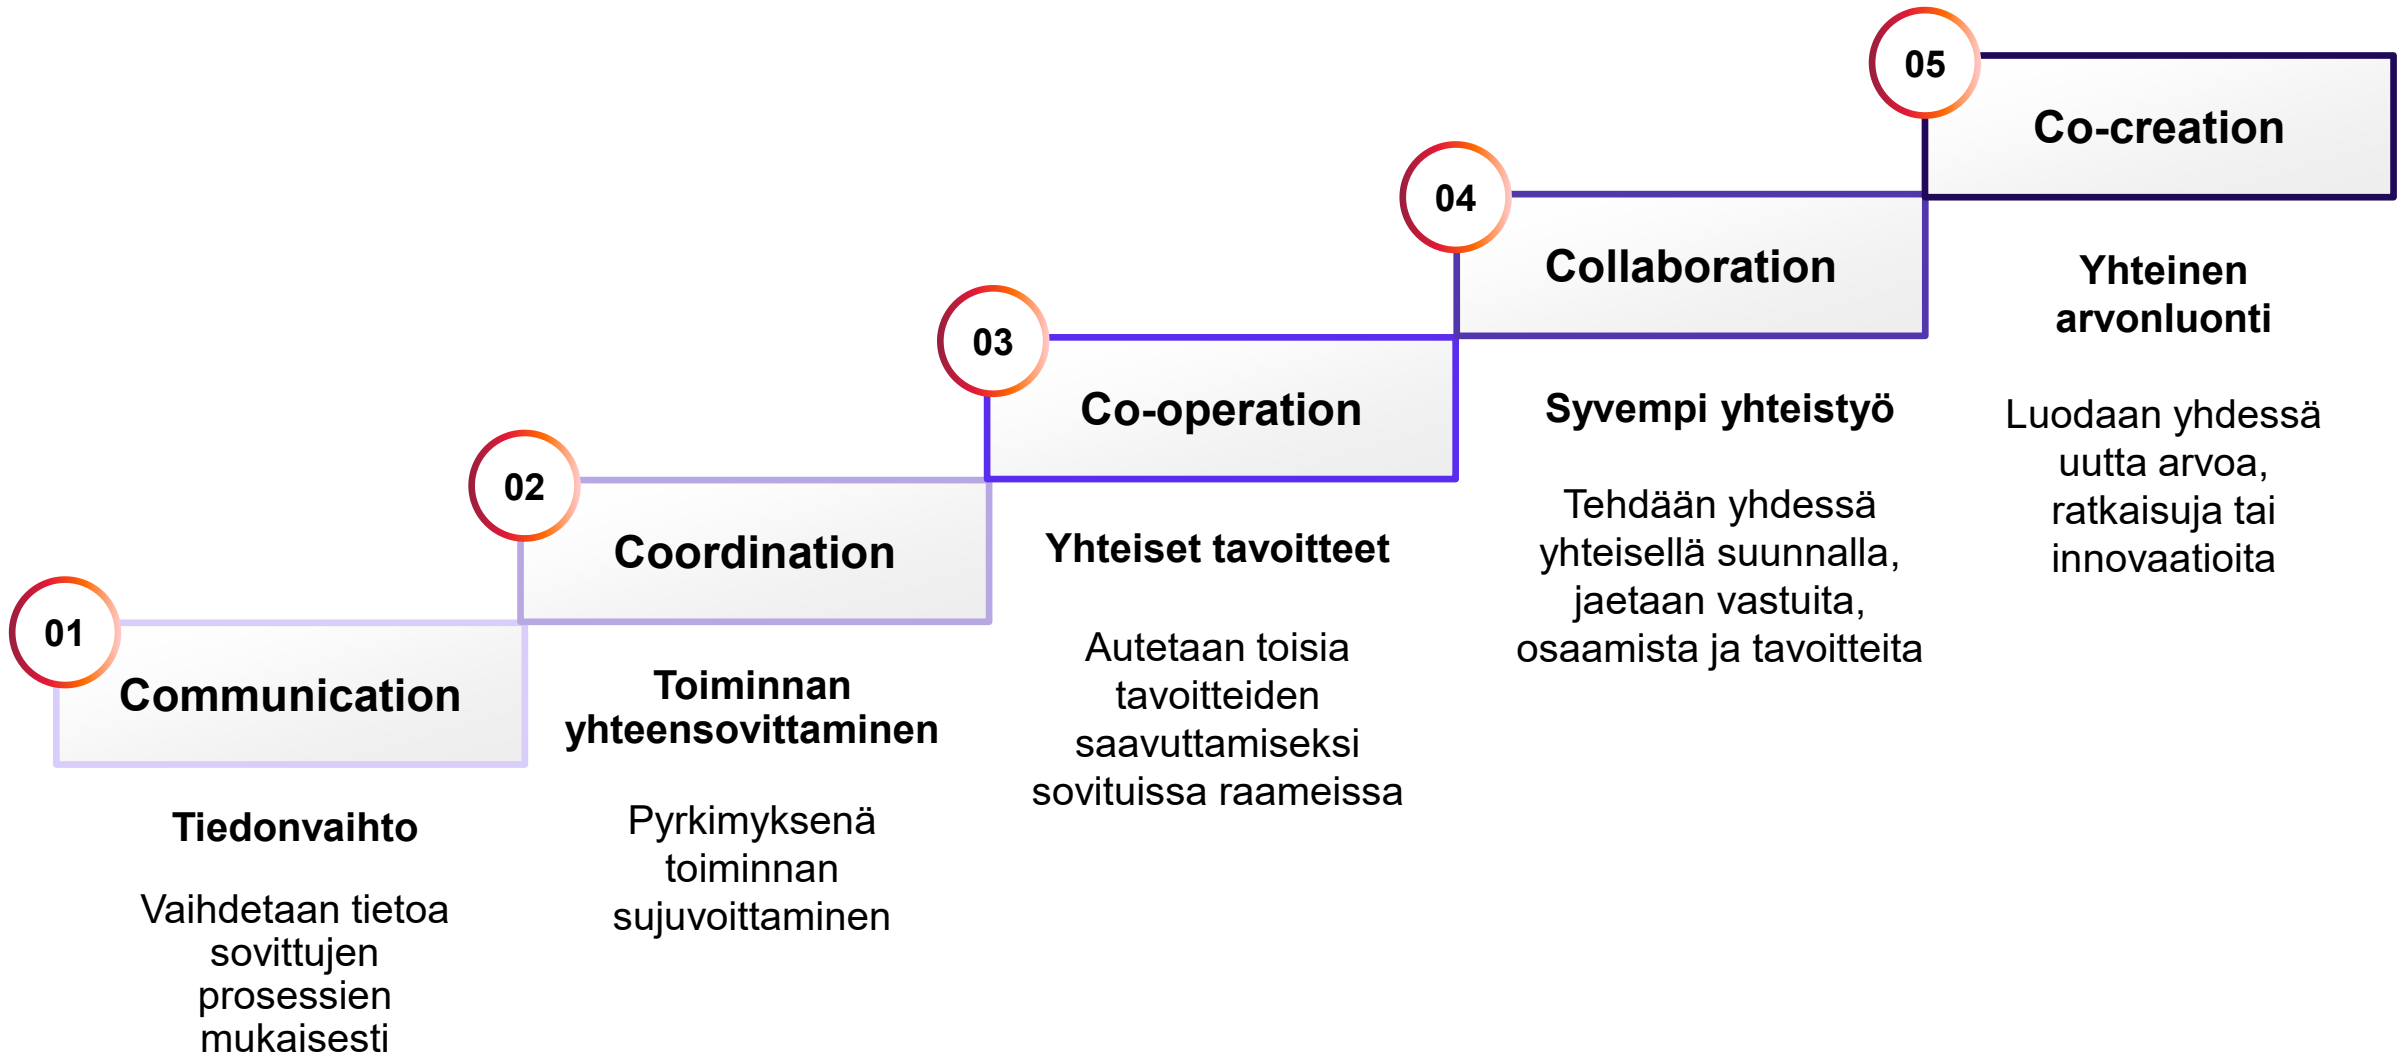 01
Communication
Tiedonvaihto
Vaihdetaan tietoa
sovittujen
prosessien
mukaisesti
02
Coordination
Toiminnan
yhteensovittaminen
Pyrkimyksenä
toiminnan
sujuvoittaminen
03
Co-operation
Yhteiset tavoitteet
Autetaan toisia
tavoitteiden
saavuttamiseksi
sovituissa raameissa
04
Collaboration
Syvempi yhteistyö
Tehdään yhdessä
yhteisellä suunnalla,
jaetaan vastuita,
osaamista ja tavoitteita
05
Co-creation
Yhteinen
arvonluonti
Luodaan yhdessä
uutta arvoa,
ratkaisuja tai
innovaatioita